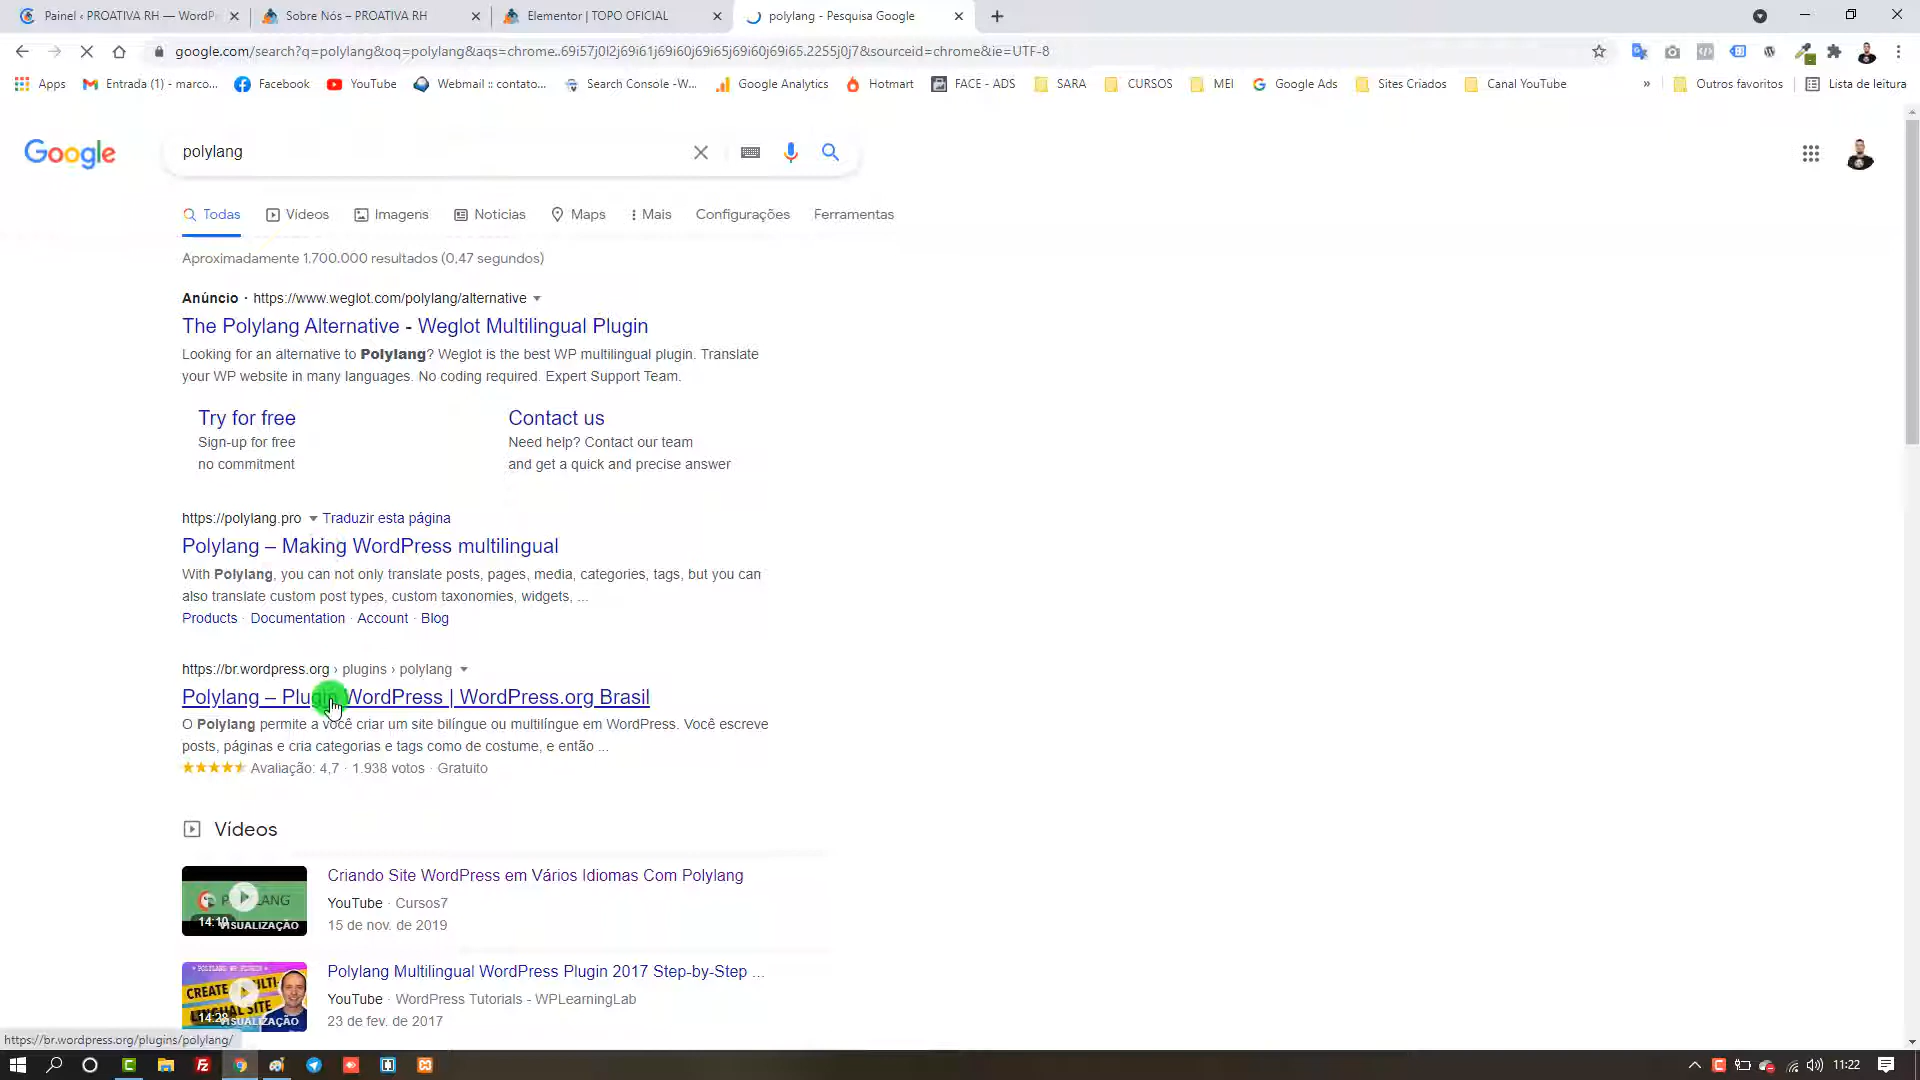 Painel ‹ PROATIVA RH — WordP
Sobre Nós – PROATIVA RH
Elementor | TOPO OFICIAL
polylang - Pesquisa Google
google.com/search?q=polylang&oq=polylang&aqs=chrome..69i57j0l2j69i61j69i60j69i65j69i60j69i65.2255j0j7&sourceid=chrome&ie=UTF-8
Apps
Entrada (1) - marco...
Facebook
YouTube
Webmail :: contato...
Search Console -W...
Google Analytics
Hotmart
FACE - ADS
SARA
CURSOS
MEI
Google Ads
Sites Criados
Canal YouTube
»
Outros favoritos
Lista de leitura
Google
polylang
Todas
Vídeos
Imagens
Notícias
Maps
Mais
Configurações
Ferramentas
Aproximadamente 1.700.000 resultados (0,47 segundos)
Anúncio · https://www.weglot.com/polylang/alternative
The Polylang Alternative - Weglot Multilingual Plugin
Looking for an alternative to Polylang? Weglot is the best WP multilingual plugin. Translate
your WP website in many languages. No coding required. Expert Support Team.
Try for free
Sign-up for free
no commitment
Contact us
Need help? Contact our team
and get a quick and precise answer
https://polylang.pro
Traduzir esta página
Polylang – Making WordPress multilingual
With Polylang, you can not only translate posts, pages, media, categories, tags, but you can
also translate custom post types, custom taxonomies, widgets, ...
Products · Documentation · Account · Blog
https://br.wordpress.org › plugins › polylang
Polylang – Plugin WordPress | WordPress.org Brasil
O Polylang permite a você criar um site bilíngue ou multilíngue em WordPress. Você escreve
posts, páginas e cria categorias e tags como de costume, e então ...
Avaliação: 4,7 · 1.938 votos · Gratuito
Vídeos
14:10
VISUALIZAÇÃO
Criando Site WordPress em Vários Idiomas Com Polylang
YouTube · Cursos7
15 de nov. de 2019
POLYLANG WP PLUGIN
CREATE MULTI-
LINGUAL SITE
14:28
VISUALIZAÇÃO
Polylang Multilingual WordPress Plugin 2017 Step-by-Step ...
YouTube · WordPress Tutorials - WPLearningLab
23 de fev. de 2017
https://br.wordpress.org/plugins/polylang/
11:22